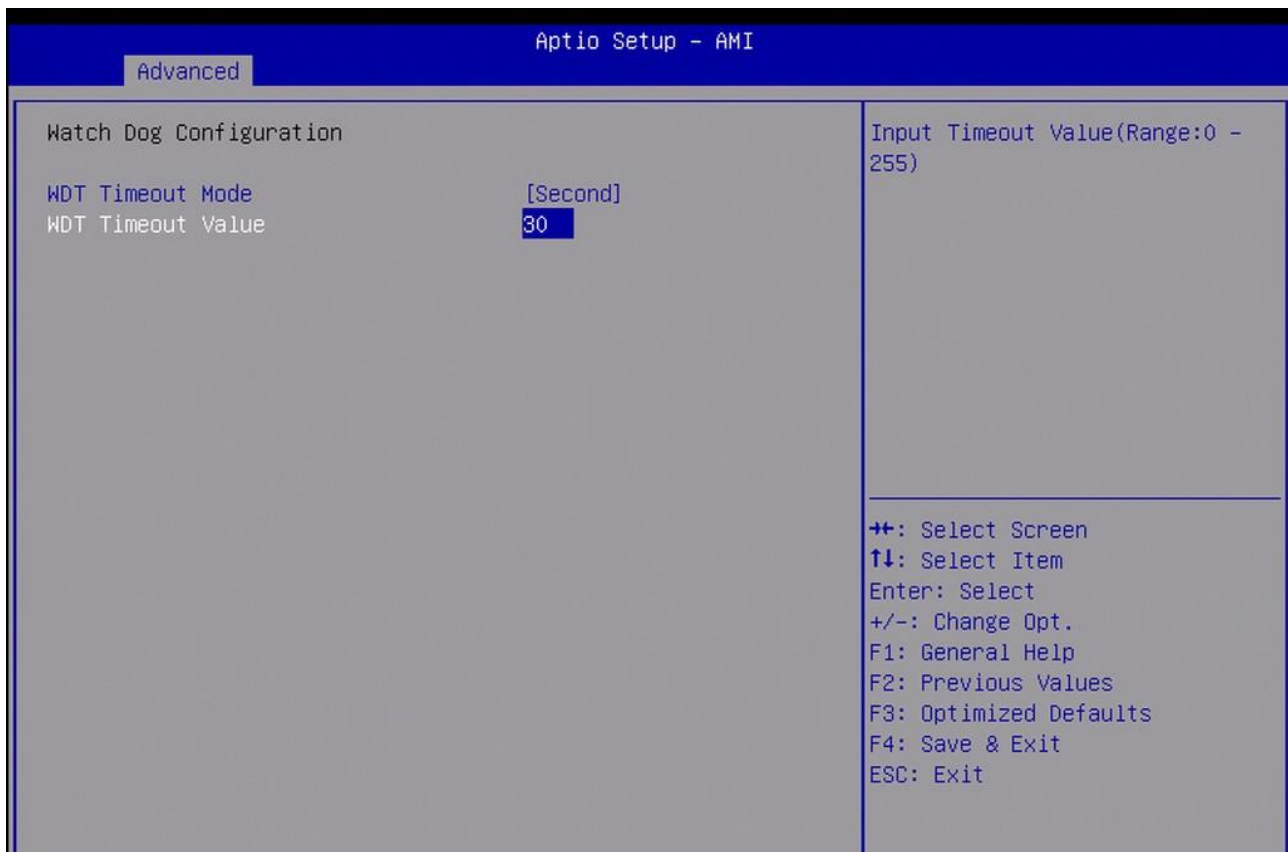 Aptio Setup – AMI
Advanced
Watch Dog Configuration
WDT Timeout Mode [Second]
WDT Timeout Value 30
Input Timeout Value(Range:0 –
255)
→←: Select Screen
↑↓: Select Item
Enter: Select
+/-: Change Opt.
F1: General Help
F2: Previous Values
F3: Optimized Defaults
F4: Save & Exit
ESC: Exit